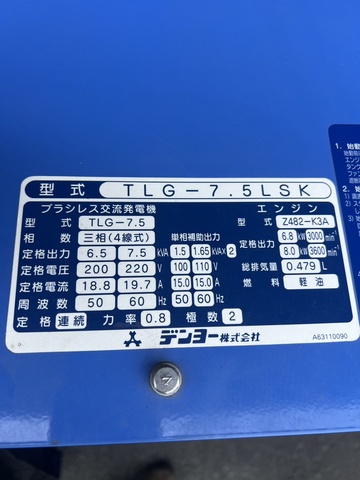 型式 TLG-7.5LSK
ブラシレス交流発電機 エンジン
型式 TLG-7.5 型式 Z482-K3A
相数 三相(4線式) 単相補助出力 定格出力 6.8 kW 3000 min⁻¹
定格出力 6.5 7.5 kVA 1.5 1.65 kVA× 2 8.0 kW 3600 min⁻¹
定格電圧 200 220 V 100 110 V 総排気量 0.479 L
定格電流 18.8 19.7 A 15.0 15.0 A 燃料 軽油
周波数 50 60 Hz 50 60 Hz
定格 連続 力率 0.8 極数 2 デンヨー株式会社 A63110090
1. 始動
2. 始